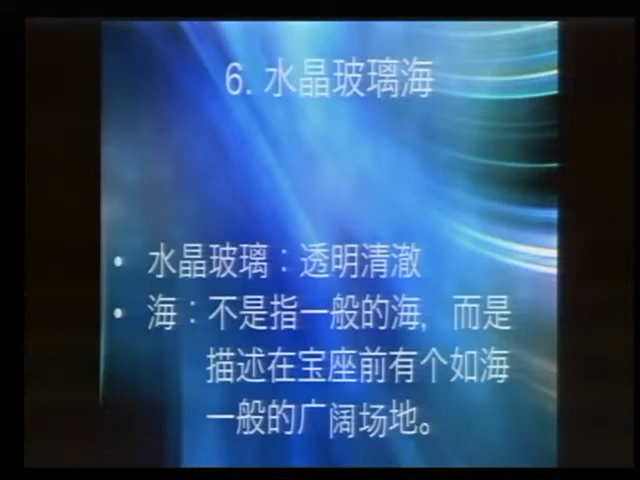 6. 水晶玻璃海
• 水晶玻璃：透明清澈
• 海：不是指一般的海，而是
描述在宝座前有个如海
一般的广阔场地。